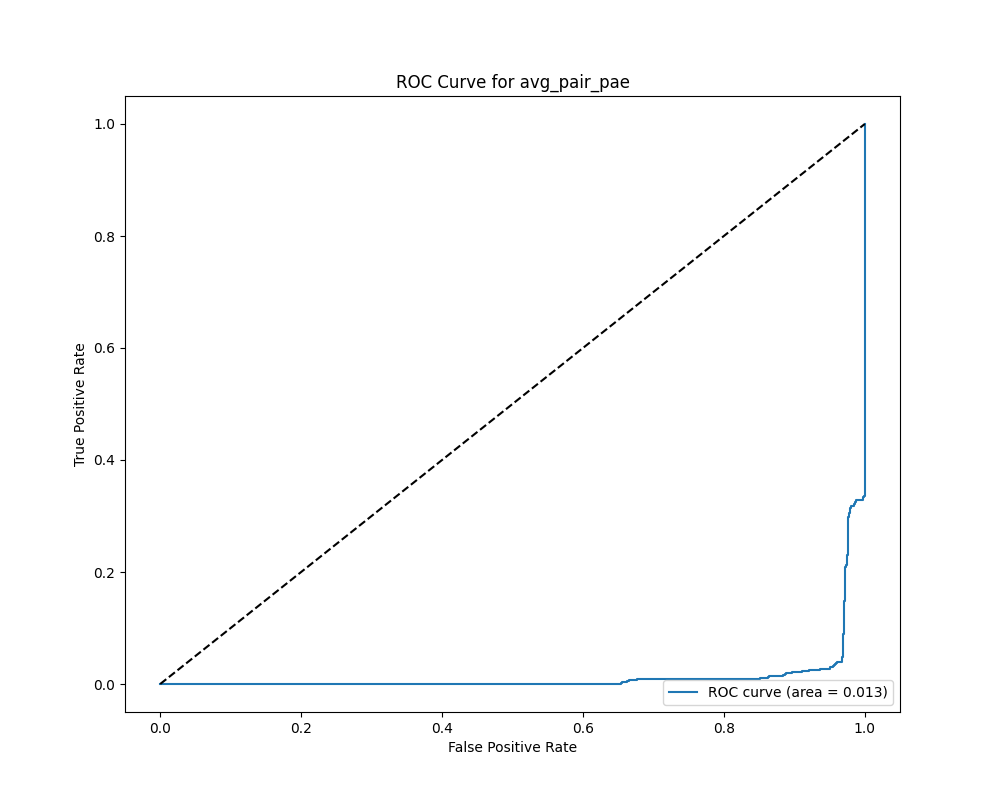 ROC Curve for avg_pair_pae
True Positive Rate
1.0
0.8
0.6
0.4
0.2
0.0
ROC curve (area = 0.013)
0.0 0.2 0.4 0.6 0.8 1.0
False Positive Rate